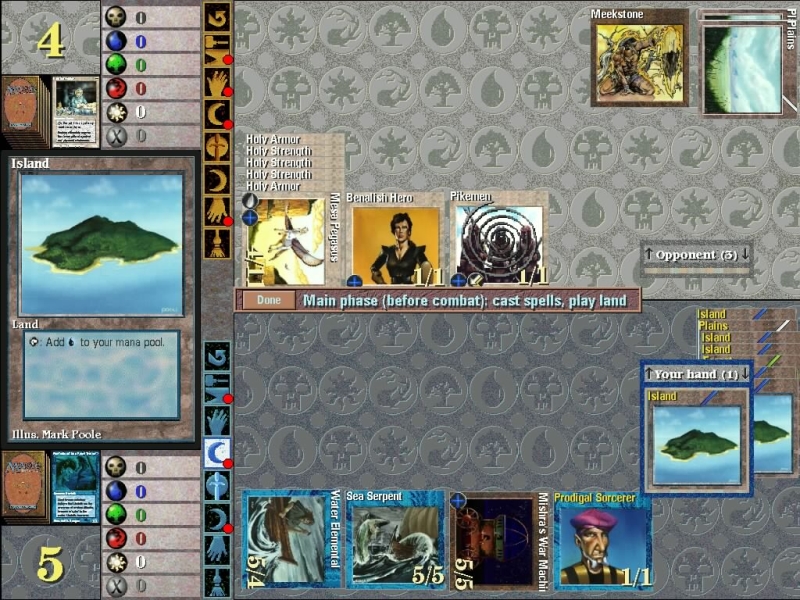 4
0
0
0
0
0
0
Meekstone
Plains
Island
Holy Armor
Holy Strength
Holy Strength
Holy Strength
Holy Armor
Mesa Pegasus
1/1
Benalish Hero
1/1
Pikemen
1/1
Opponent (3)
Done
Main phase (before combat): cast spells, play land
Land
: Add to your mana pool.
Illus. Mark Poole
Island
Plains
Island
Island
Your hand (1)
Island
5
0
0
0
0
0
0
Water Elemental
5/4
Sea Serpent
5/5
Mishra's War Machi
5/5
Prodigal Sorcerer
1/1